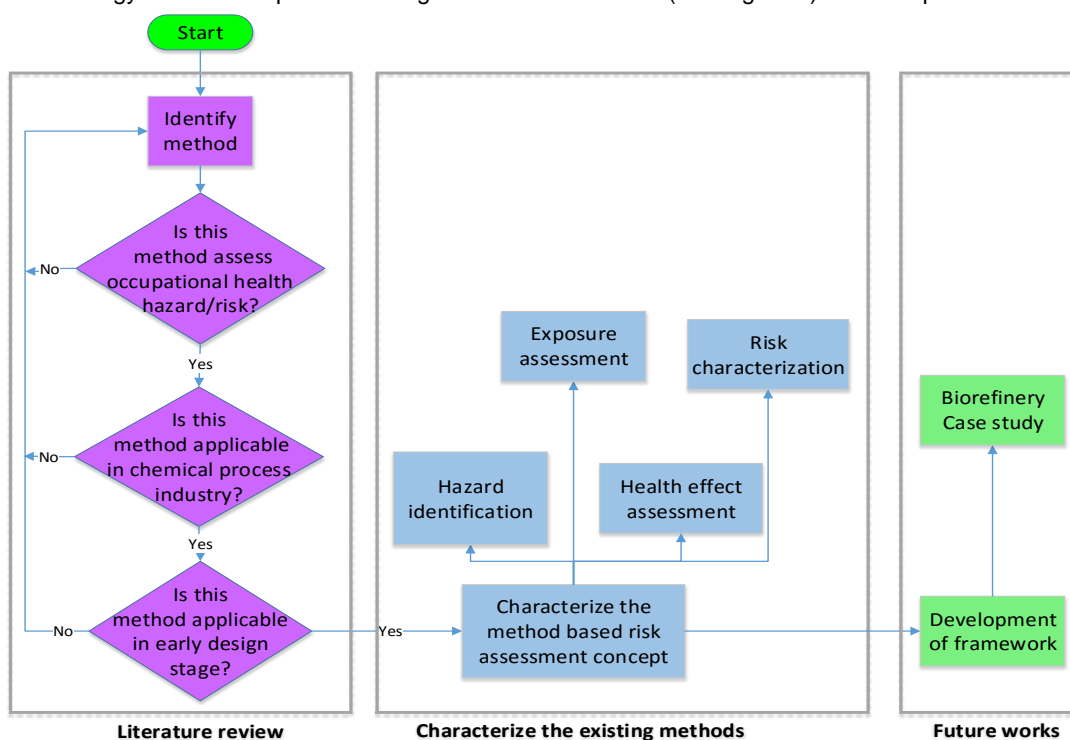 Start
Identify
method
Is this
method assess
occupational health
hazard/risk?
No
Yes
Is this
method applicable
in chemical process
industry?
No
Yes
Is this
method applicable
in early design
stage?
No
Yes
Literature review
Exposure
assessment
Risk
characterization
Hazard
identification
Health effect
assessment
Characterize the
method based risk
assessment concept
Characterize the existing methods
Biorefinery
Case study
Development
of framework
Future works